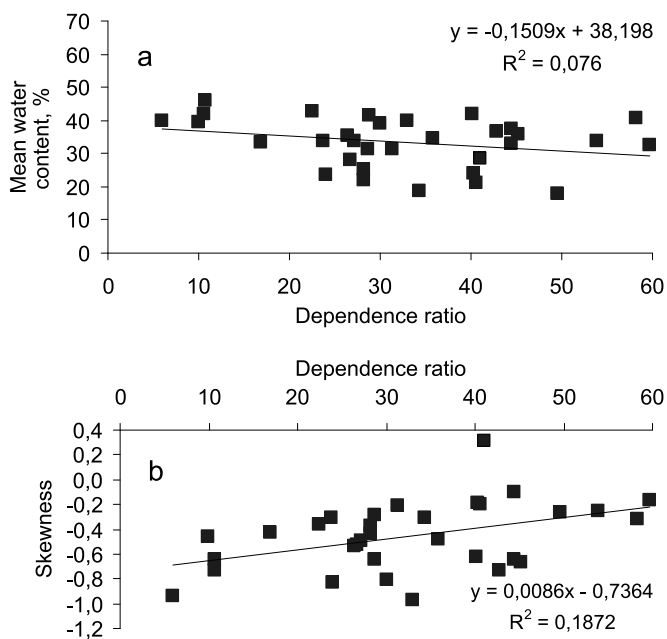 70
60
50
40
30
20
10
0
Mean water
content, %
a
y = -0,1509x + 38,198
R² = 0,076
0 10 20 30 40 50 60
Dependence ratio
Dependence ratio
0 10 20 30 40 50 60
0,4
0,2
0,0
-0,2
-0,4
-0,6
-0,8
-1,0
-1,2
Skewness
b
y = 0,0086x - 0,7364
R² = 0,1872